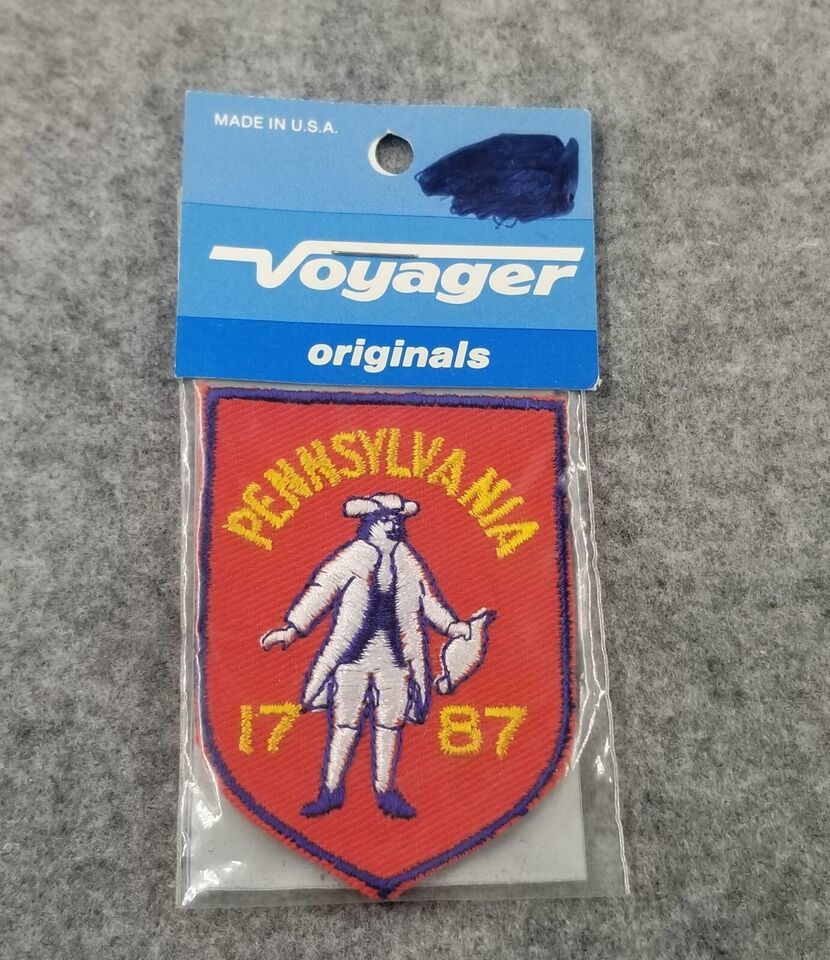 MADE IN U.S.A.
Voyager
originals
PENNSYLVANIA
17 87